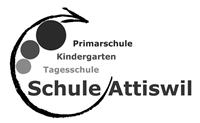 Primarschule
Kindergarten
Tagesschule
Schule Attiswil